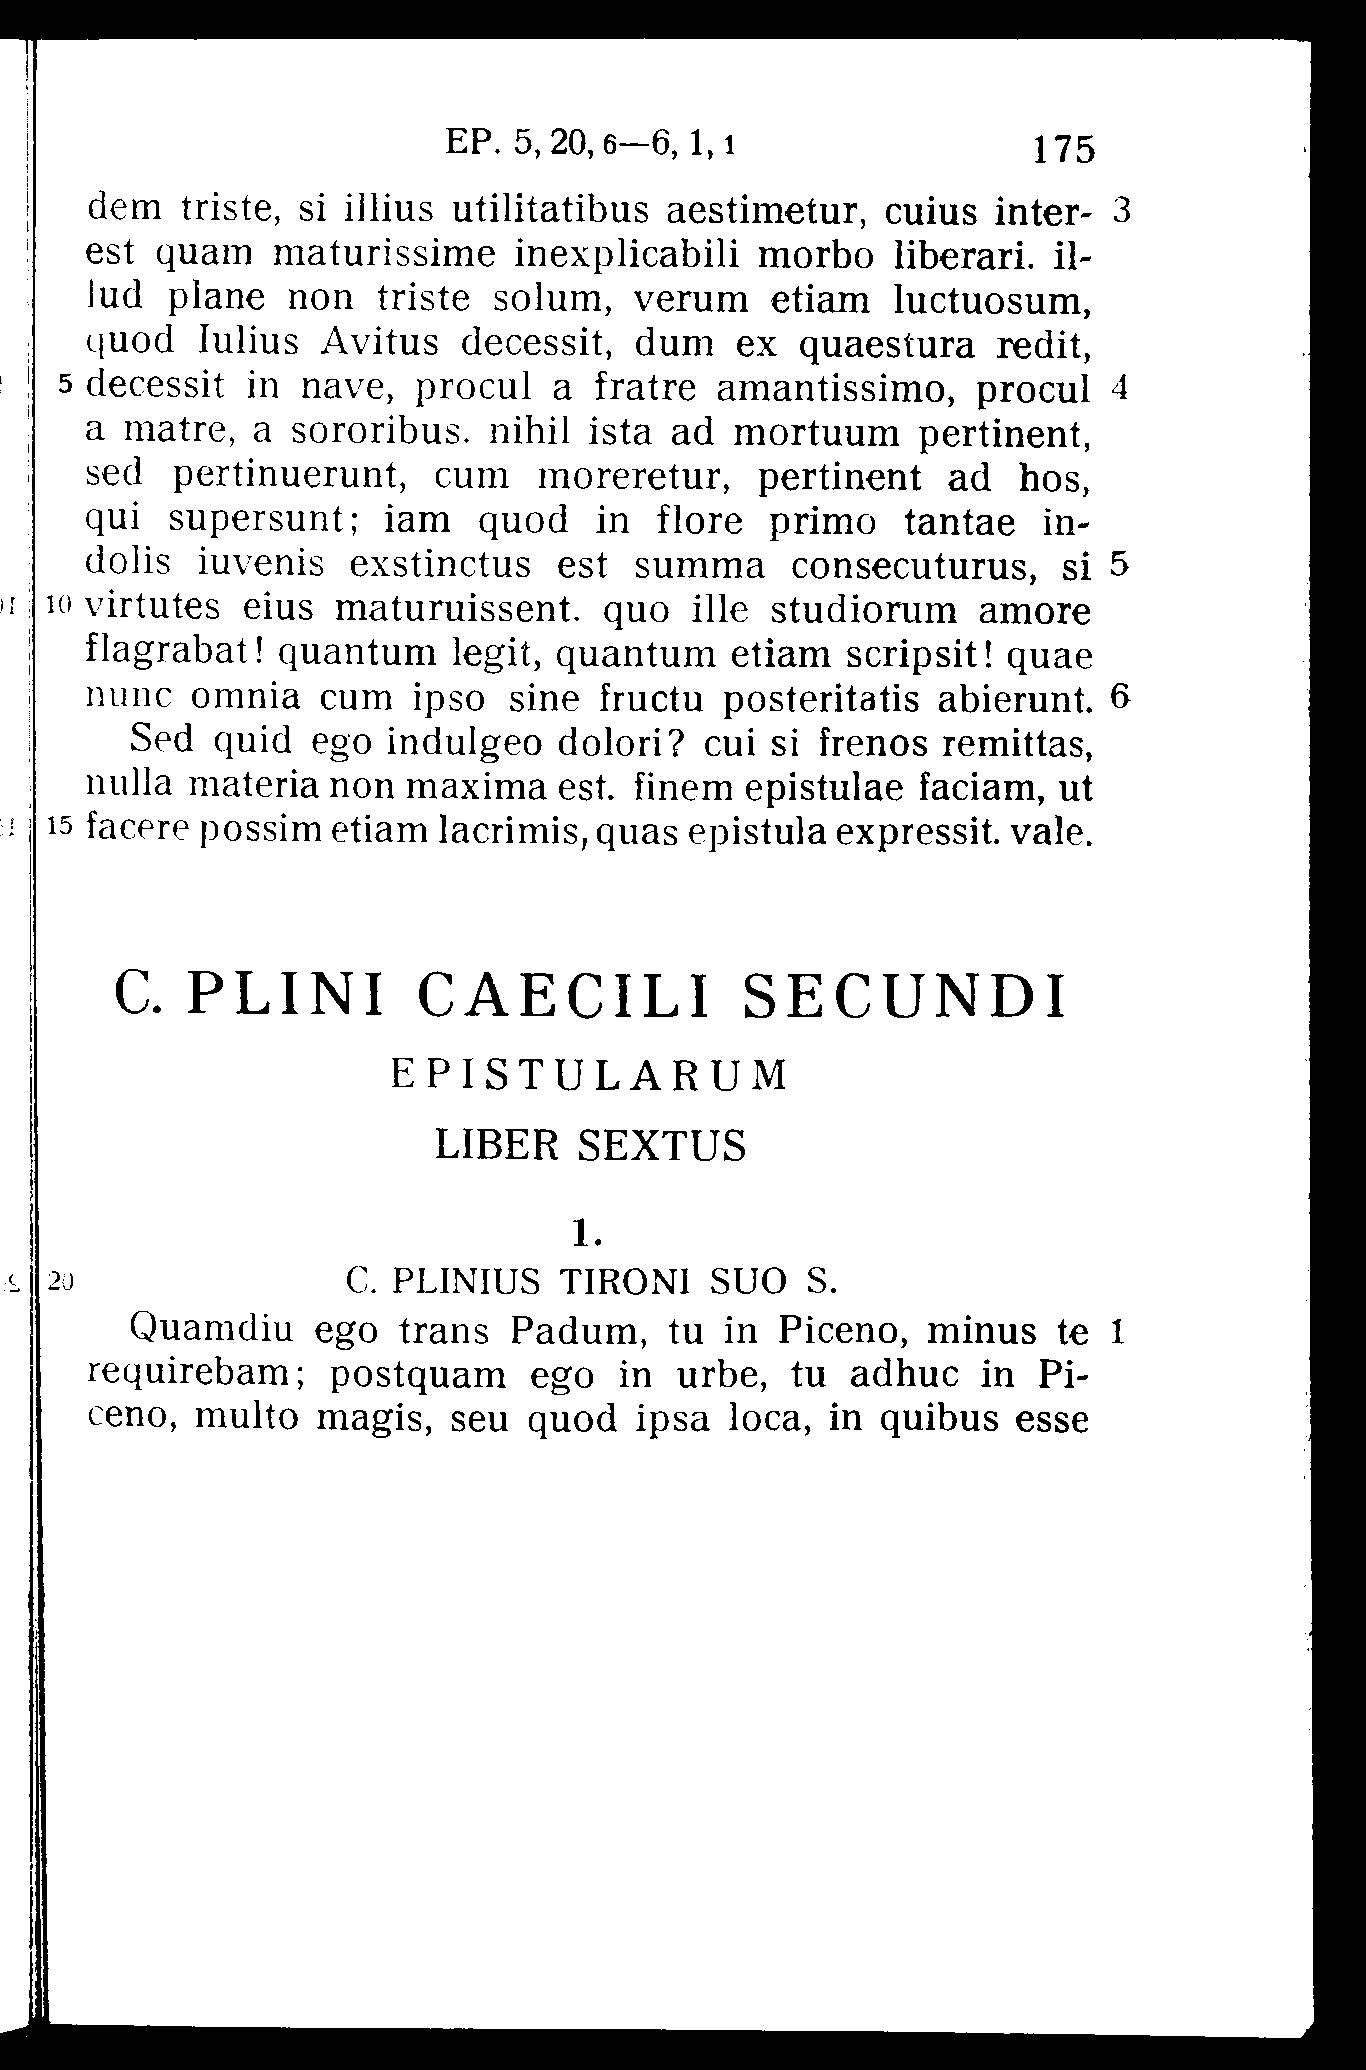 EP. 5, 20, 6—6, 1, 1 175
dem triste, si illius utilitatibus aestimetur, cuius inter- 3
est quam maturissime inexplicabili morbo liberari. il-
lud plane non triste solum, verum etiam luctuosum,
quod Iulius Avitus decessit, dum ex quaestura redit,
5 decessit in nave, procul a fratre amantissimo, procul 4
a matre, a sororibus. nihil ista ad mortuum pertinent,
sed pertinuerunt, cum moreretur, pertinent ad hos,
qui supersunt; iam quod in flore primo tantae in-
dolis iuvenis exstinctus est summa consecuturus, si 5
10 virtutes eius maturuissent. quo ille studiorum amore
flagrabat! quantum legit, quantum etiam scripsit! quae
nunc omnia cum ipso sine fructu posteritatis abierunt. 6
Sed quid ego indulgeo dolori? cui si frenos remittas,
nulla materia non maxima est. finem epistulae faciam, ut
15 facere possim etiam lacrimis, quas epistula expressit. vale.
C. PLINI CAECILI SECUNDI
EPISTULARUM
LIBER SEXTUS
1.
20 C. PLINIUS TIRONI SUO S.
Quamdiu ego trans Padum, tu in Piceno, minus te 1
requirebam; postquam ego in urbe, tu adhuc in Pi-
ceno, multo magis, seu quod ipsa loca, in quibus esse